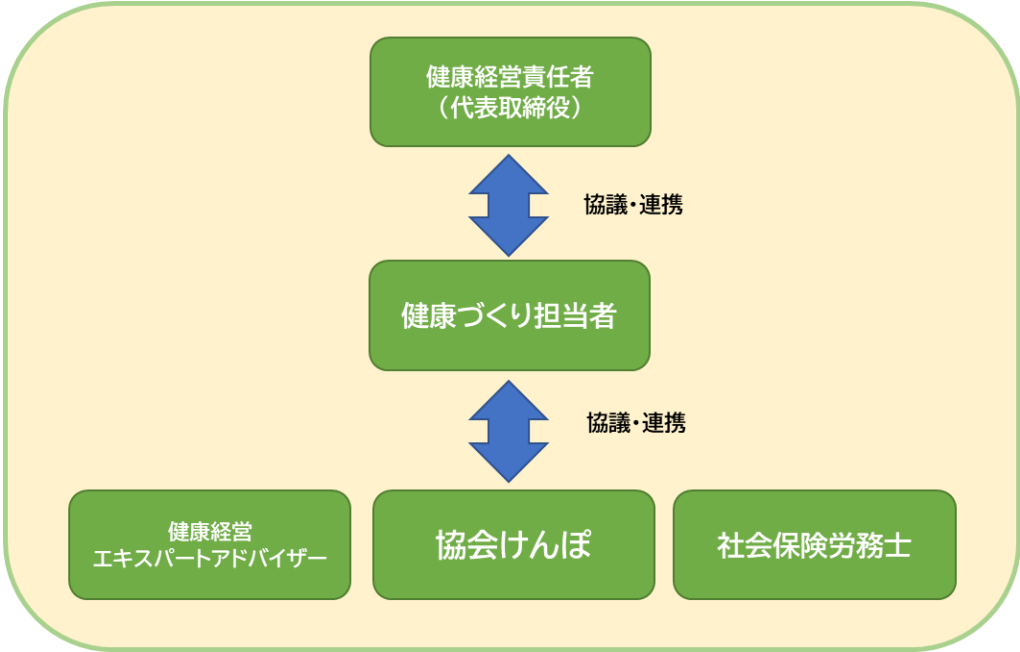 健康経営責任者
（代表取締役）
協議・連携
健康づくり担当者
協議・連携
健康経営
エキスパートアドバイザー
協会けんぽ
社会保険労務士